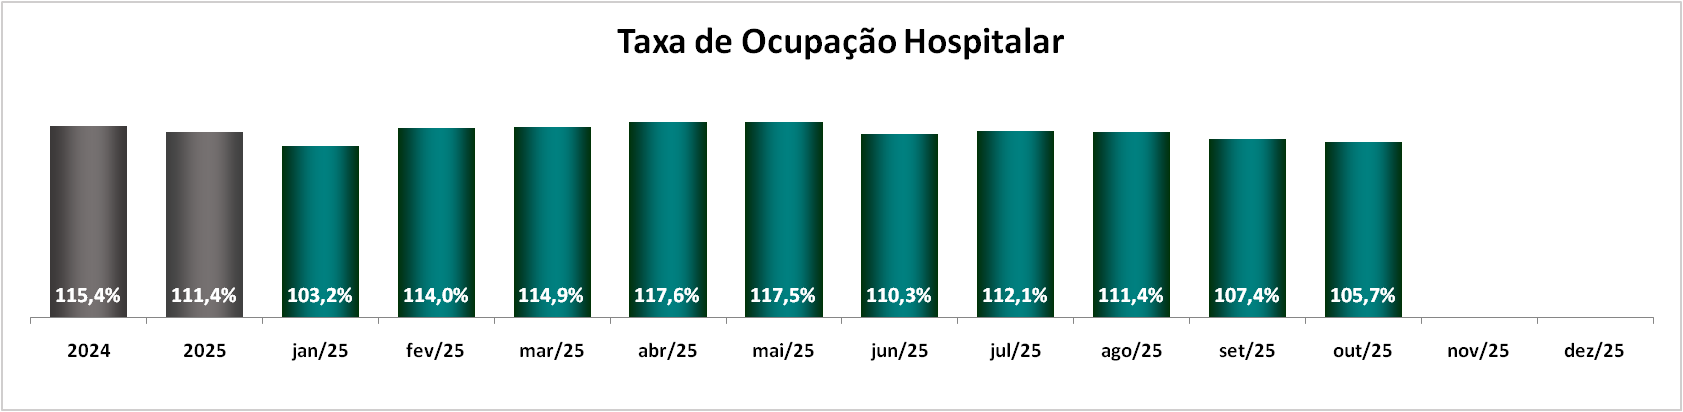 Taxa de Ocupação Hospitalar
115,4% 111,4% 103,2% 114,0% 114,9% 117,6% 117,5% 110,3% 112,1% 111,4% 107,4% 105,7%
2024 2025 jan/25 fev/25 mar/25 abr/25 mai/25 jun/25 jul/25 ago/25 set/25 out/25 nov/25 dez/25